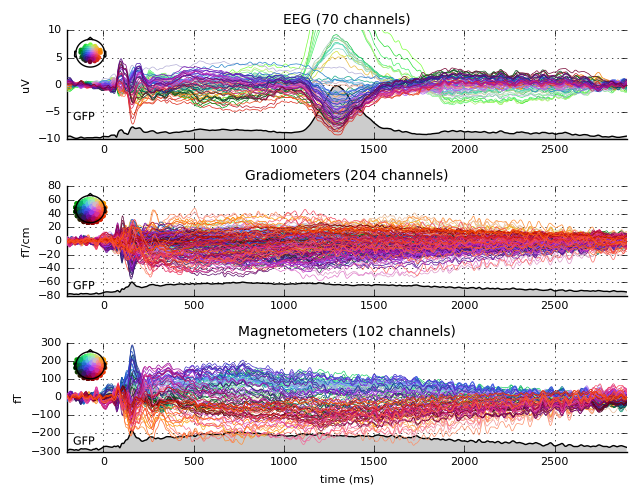 EEG (70 channels)
10
5
0
−5
−10
uV
GFP
0 500 1000 1500 2000 2500
Gradiometers (204 channels)
80
60
40
20
0
−20
−40
−60
−80
fT/cm
GFP
0 500 1000 1500 2000 2500
Magnetometers (102 channels)
300
200
100
0
−100
−200
−300
fT
GFP
0 500 1000 1500 2000 2500
time (ms)